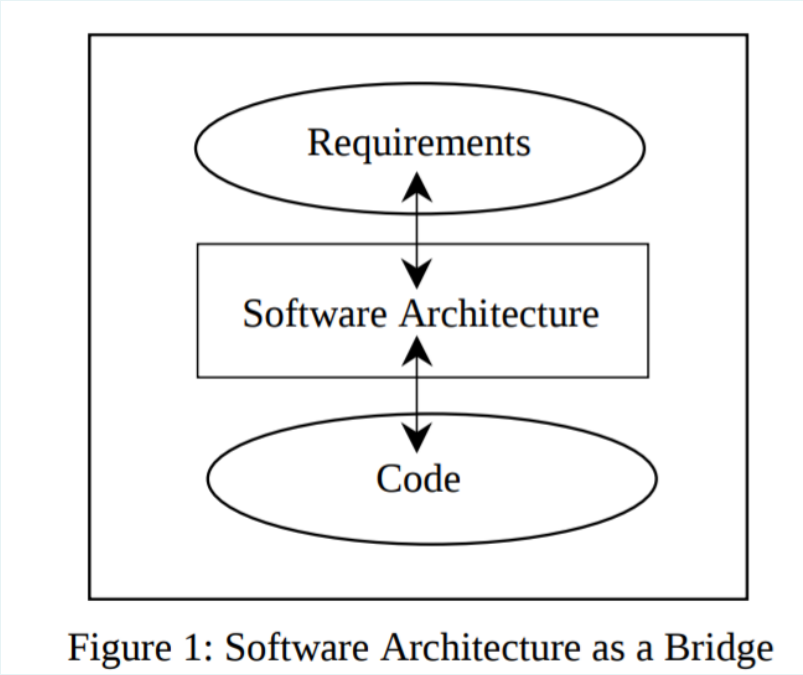 Requirements
Software Architecture
Code
Figure 1: Software Architecture as a Bridge